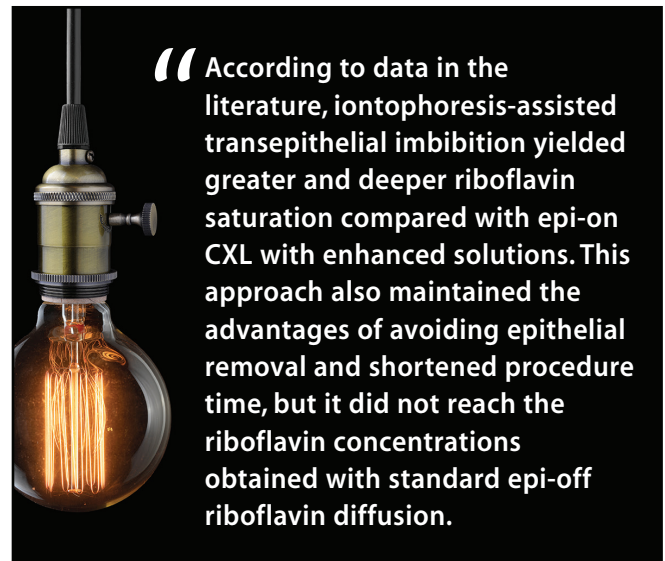 “ According to data in the
literature, iontophoresis-assisted
transepithelial imbibition yielded
greater and deeper riboflavin
saturation compared with epi-on
CXL with enhanced solutions. This
approach also maintained the
advantages of avoiding epithelial
removal and shortened procedure
time, but it did not reach the
riboflavin concentrations
obtained with standard epi-off
riboflavin diffusion.